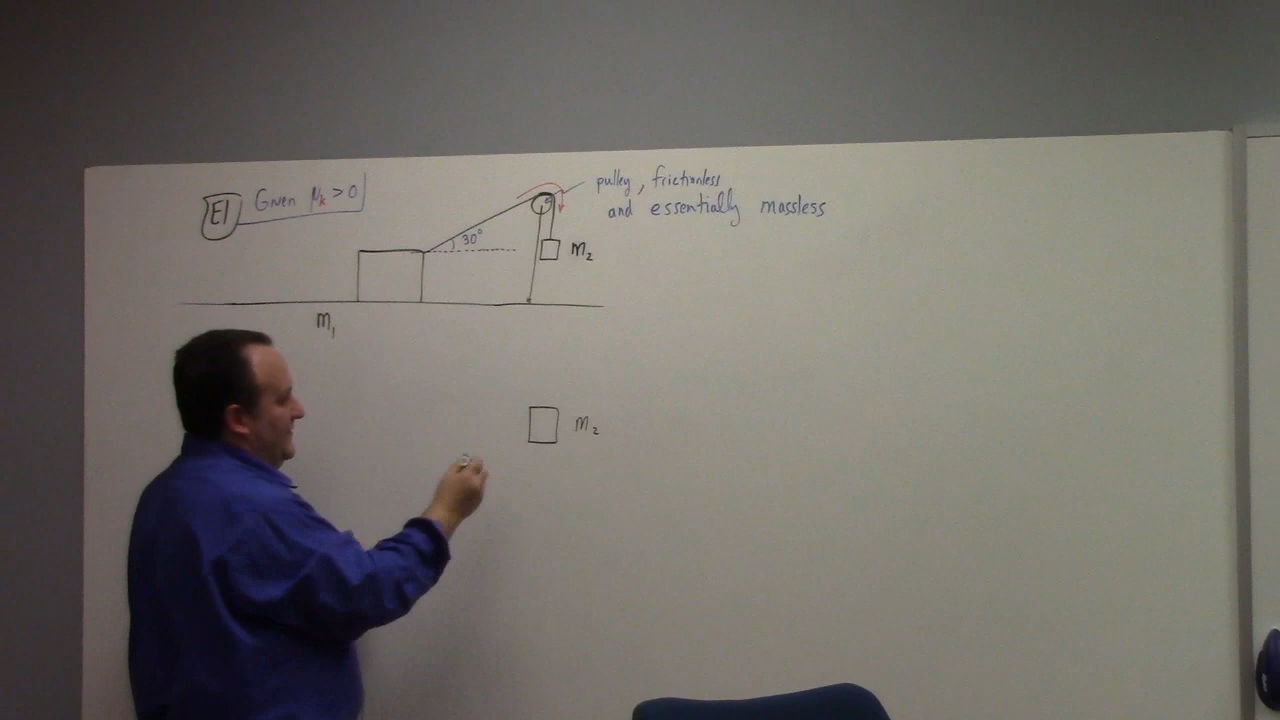 E1
Given μk > 0
pulley, frictionless
and essentially massless
30°
m₂
m₁
m₂